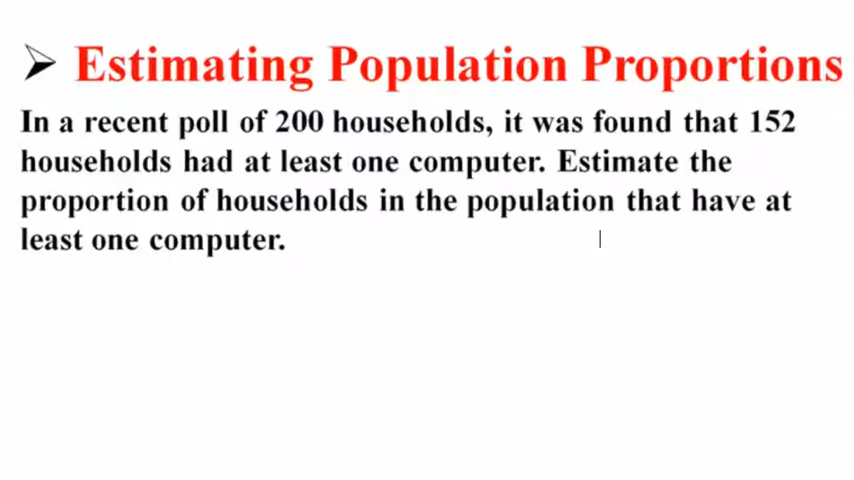 Estimating Population Proportions
In a recent poll of 200 households, it was found that 152
households had at least one computer. Estimate the
proportion of households in the population that have at
least one computer.